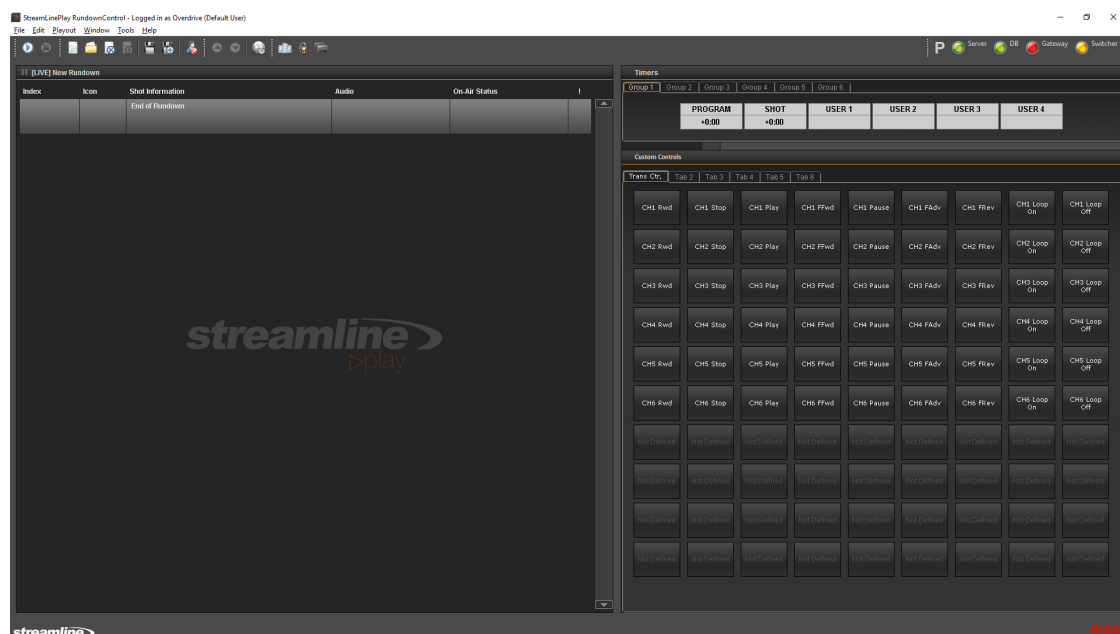 StreamLinePlay RundownControl - Logged in as Overdrive (Default User)
File Edit Playout Window Tools Help
P Server DB Gateway Switcher
[LIVE] New Rundown
Index Icon Shot Information Audio On-Air Status !
End of Rundown
streamline
play
Timers
Group 1 Group 2 Group 3 Group 4 Group 5 Group 6
PROGRAM SHOT USER 1 USER 2 USER 3 USER 4
+0:00 +0:00
Custom Controls
Trans Ctr, Tab 2 Tab 3 Tab 4 Tab 5 Tab 6
CH1 Rwd CH1 Stop CH1 Play CH1 FFwd CH1 Pause CH1 FAdv CH1 FRev CH1 Loop On CH1 Loop Off
CH2 Rwd CH2 Stop CH2 Play CH2 FFwd CH2 Pause CH2 FAdv CH2 FRev CH2 Loop On CH2 Loop Off
CH3 Rwd CH3 Stop CH3 Play CH3 FFwd CH3 Pause CH3 FAdv CH3 FRev CH3 Loop On CH3 Loop Off
CH4 Rwd CH4 Stop CH4 Play CH4 FFwd CH4 Pause CH4 FAdv CH4 FRev CH4 Loop On CH4 Loop Off
CH5 Rwd CH5 Stop CH5 Play CH5 FFwd CH5 Pause CH5 FAdv CH5 FRev CH5 Loop On CH5 Loop Off
CH6 Rwd CH6 Stop CH6 Play CH6 FFwd CH6 Pause CH6 FAdv CH6 FRev CH6 Loop On CH6 Loop Off
Not Defined Not Defined Not Defined Not Defined Not Defined Not Defined Not Defined Not Defined Not Defined
Not Defined Not Defined Not Defined Not Defined Not Defined Not Defined Not Defined Not Defined Not Defined
Not Defined Not Defined Not Defined Not Defined Not Defined Not Defined Not Defined Not Defined Not Defined
Not Defined Not Defined Not Defined Not Defined Not Defined Not Defined Not Defined Not Defined Not Defined
streamline